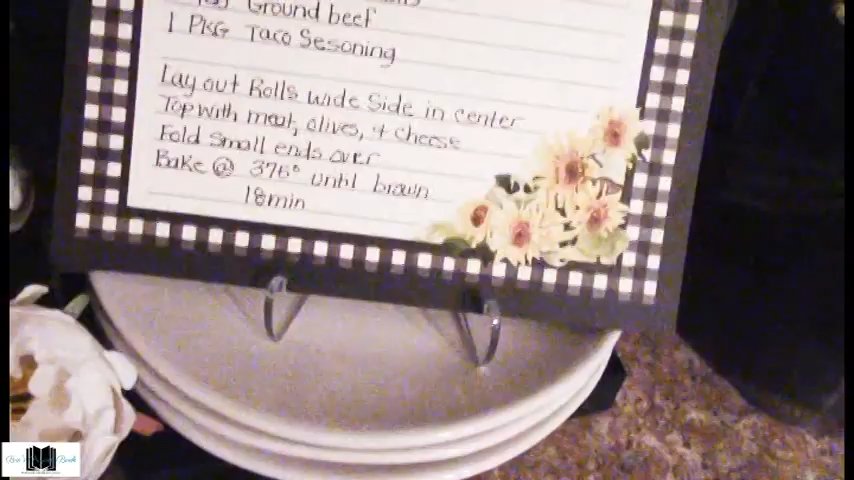 Ground beef
1 PKG Taco Sesoning
Lay out Rolls wide Side in center
Top with meat, olives, & cheese
Fold Small ends over
Bake @ 375° until brown
18min